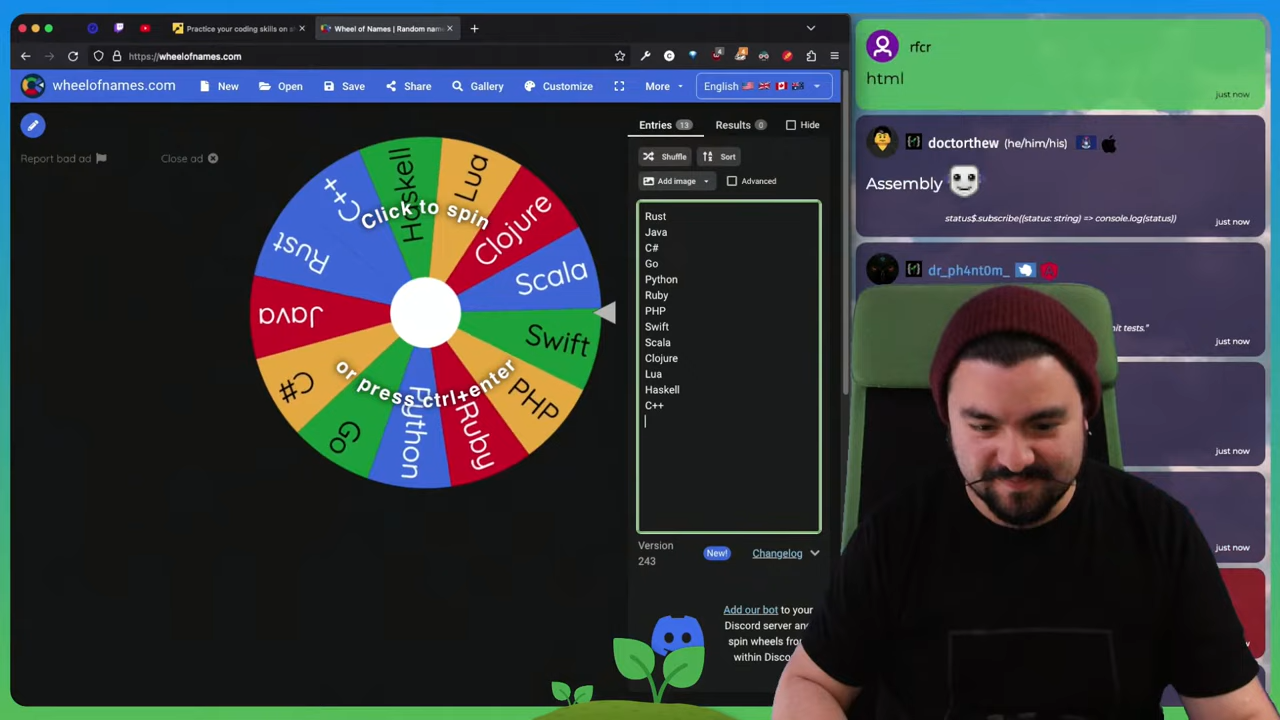 Practice your coding skills on s
Wheel of Names | Random nam
https://wheelofnames.com
wheelofnames.com
New
Open
Save
Share
Gallery
Customize
More
English
Report bad ad
Close ad
Entries 13
Results 0
Hide
Shuffle
Sort
Add image
Advanced
Rust
Java
C#
Go
Python
Ruby
PHP
Swift
Scala
Clojure
Lua
Haskell
C++
Click to spin
or press ctrl+enter
C++
Haskell
Lua
Clojure
Scala
Swift
PHP
Ruby
Python
Go
C#
Java
Rust
Version
243
New!
Changelog
Add our bot to your
Discord server and
spin wheels fro
within Disco
rfcr
html
just now
doctorthew (he/him/his)
Assembly
status$.subscribe((status: string) => console.log(status))
just now
dr_ph4nt0m_
nit tests."
just now
just now
just now